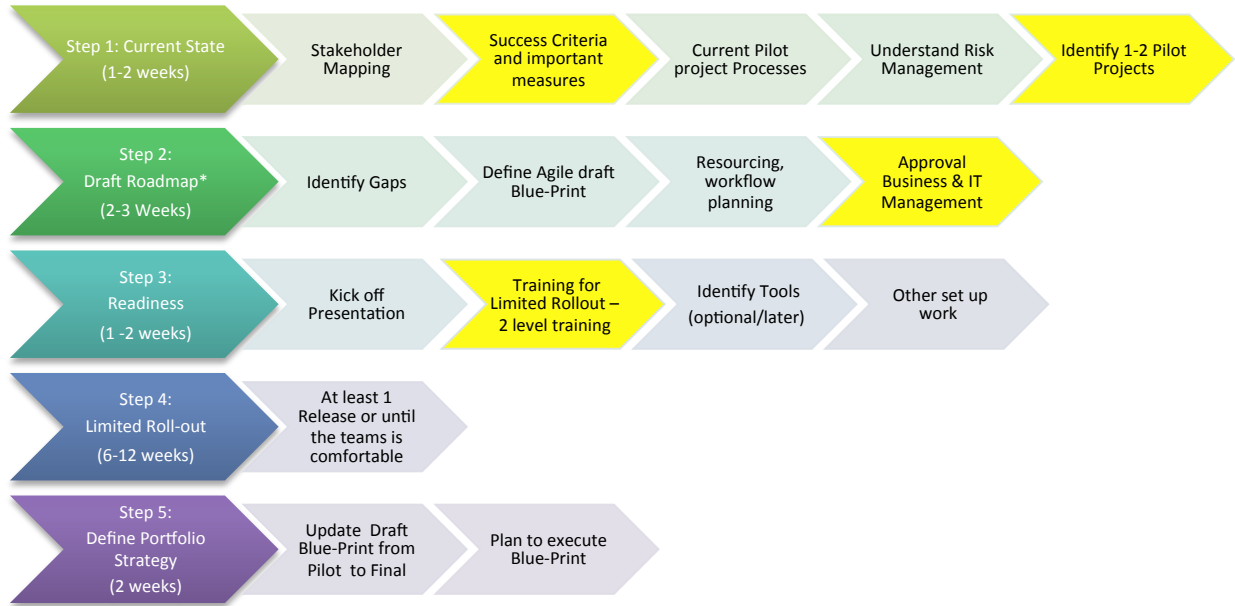 Step 1: Current State
(1-2 weeks)
Stakeholder
Mapping
Success Criteria
and important
measures
Current Pilot
project Processes
Understand Risk
Management
Identify 1-2 Pilot
Projects
Step 2:
Draft Roadmap*
(2-3 Weeks)
Identify Gaps
Define Agile draft
Blue-Print
Resourcing,
workflow
planning
Approval
Business & IT
Management
Step 3:
Readiness
(1 -2 weeks)
Kick off
Presentation
Training for
Limited Rollout –
2 level training
Identify Tools
(optional/later)
Other set up
work
Step 4:
Limited Roll-out
(6-12 weeks)
At least 1
Release or until
the teams is
comfortable
Step 5:
Define Portfolio
Strategy
(2 weeks)
Update Draft
Blue-Print from
Pilot to Final
Plan to execute
Blue-Print